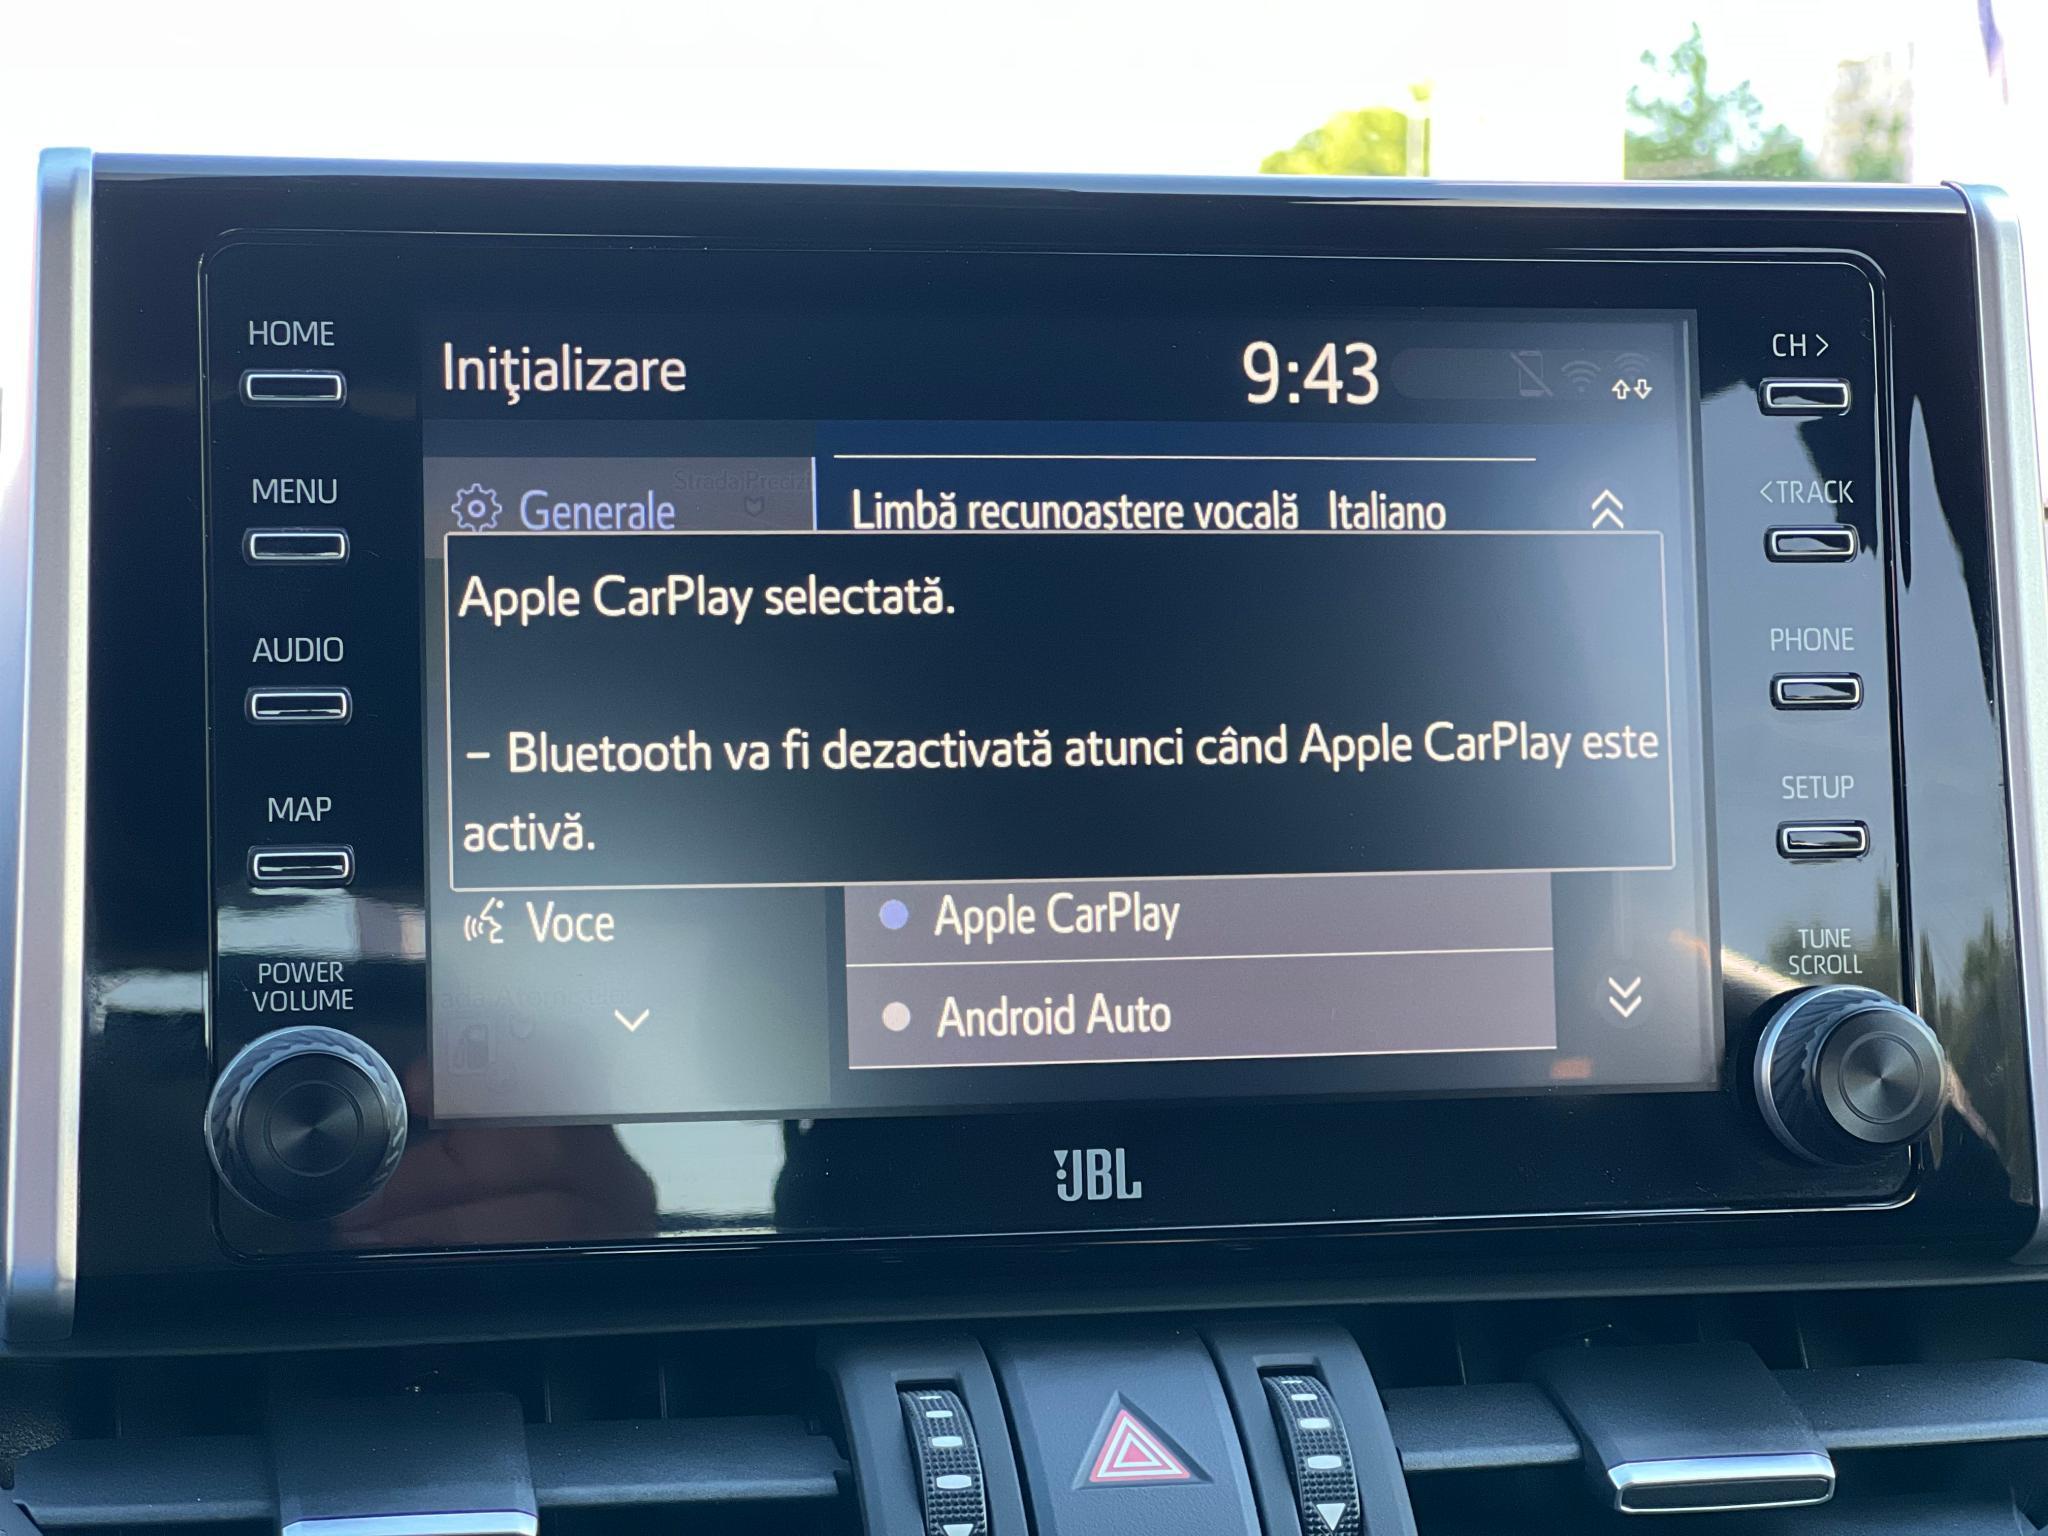 HOME
MENU
AUDIO
MAP
POWER
VOLUME
Iniţializare
9:43
Generale
StradajPreciziei
Limbă recunoaştere vocală Italiano
Apple CarPlay selectată.
– Bluetooth va fi dezactivată atunci când Apple CarPlay este
activă.
Voce
Apple CarPlay
Android Auto
JBL
CH >
<TRACK
PHONE
SETUP
TUNE
SCROLL